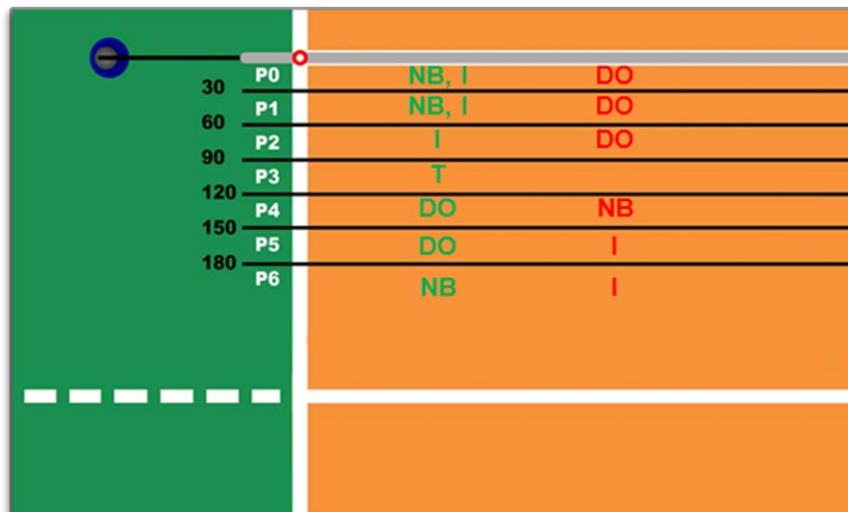 P0 NB, I DO
30
P1 NB, I DO
60
P2 I DO
90
P3 T
120
P4 DO NB
150
P5 DO I
180
P6 NB I